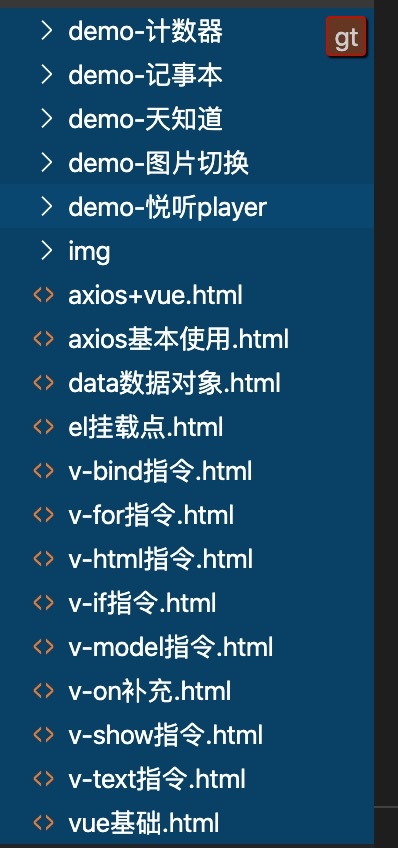 demo-计数器
gt
demo-记事本
demo-天知道
demo-图片切换
demo-悦听player
img
axios+vue.html
axios基本使用.html
data数据对象.html
el挂载点.html
v-bind指令.html
v-for指令.html
v-html指令.html
v-if指令.html
v-model指令.html
v-on补充.html
v-show指令.html
v-text指令.html
vue基础.html